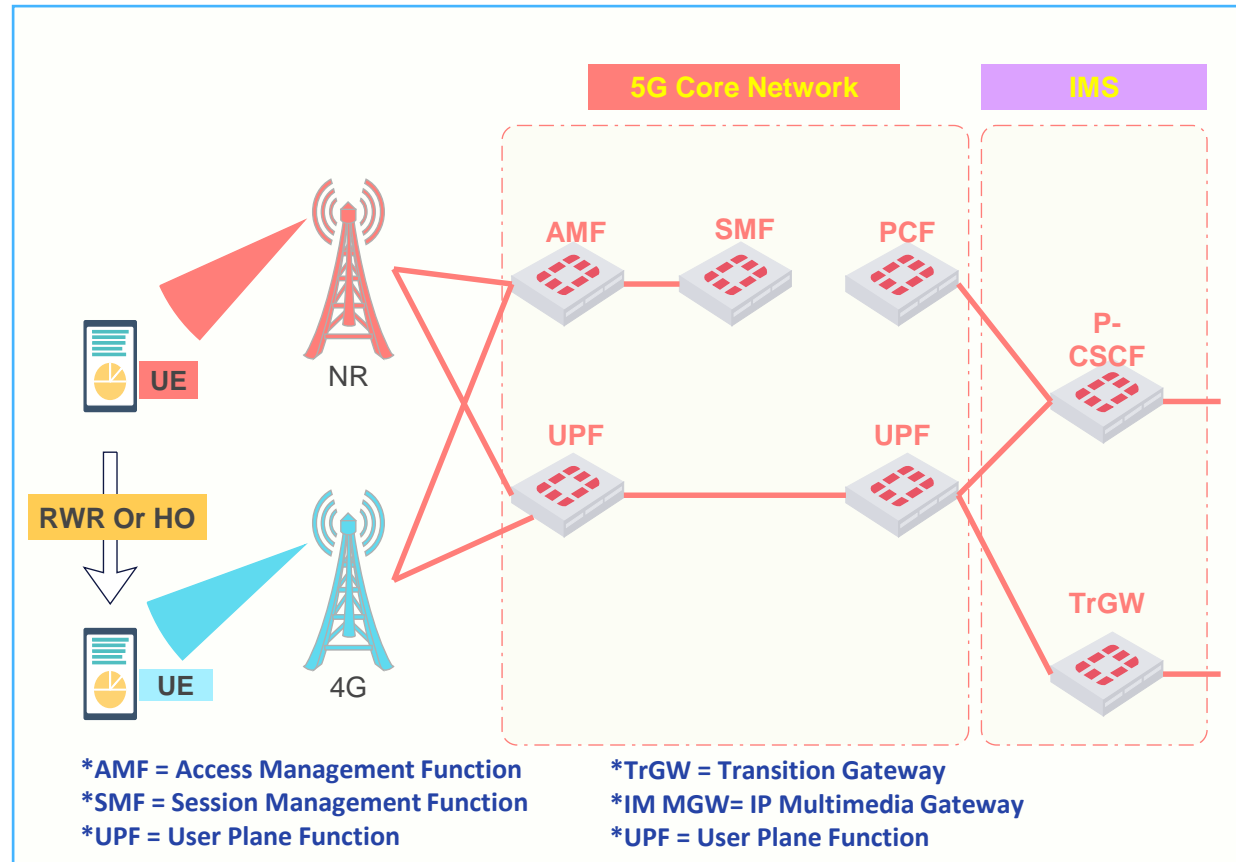 5G Core Network
IMS
AMF
SMF
PCF
P-
CSCF
NR
UE
UPF
UPF
RWR Or HO
TrGW
UE
4G
*AMF = Access Management Function
*SMF = Session Management Function
*UPF = User Plane Function
*TrGW = Transition Gateway
*IM MGW= IP Multimedia Gateway
*UPF = User Plane Function